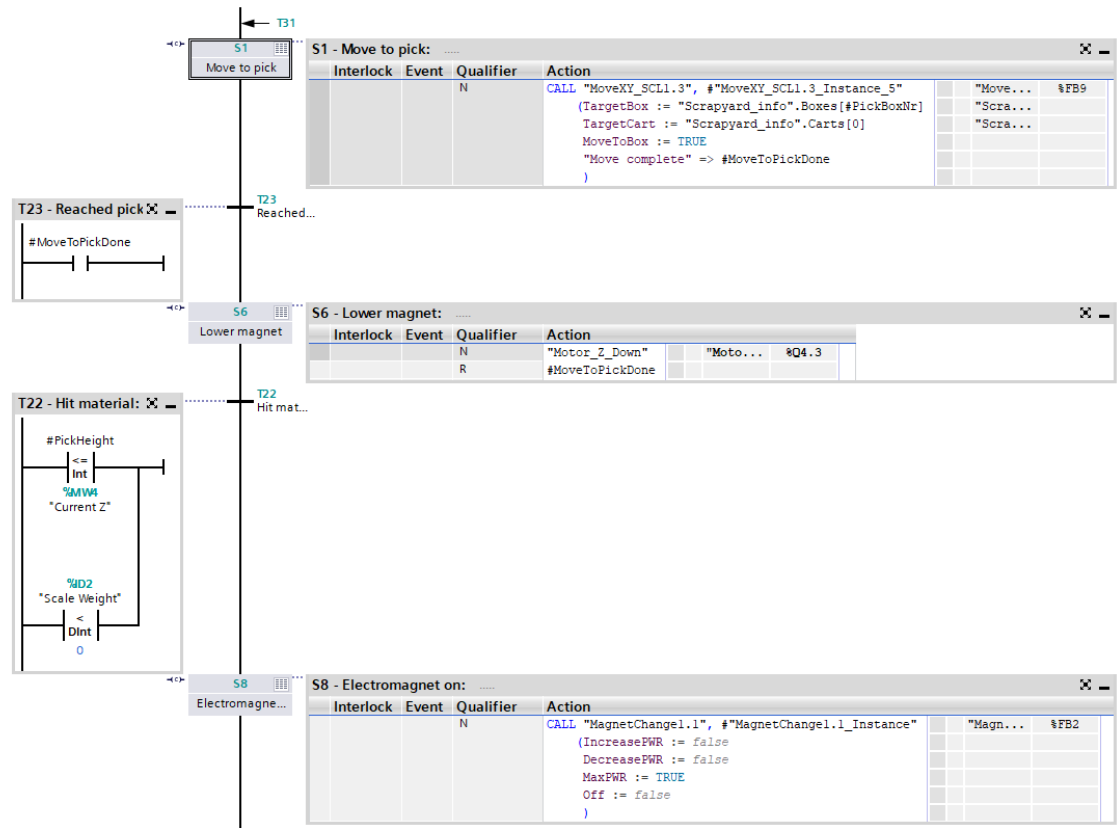 T31
S1
Move to pick
S1 - Move to pick: .....
Interlock Event Qualifier Action
N CALL "MoveXY_SCL1.3", #"MoveXY_SCL1.3_Instance_5" "Move... %FB9
(TargetBox := "Scrapyard_info".Boxes[#PickBoxNr] "Scra...
TargetCart := "Scrapyard_info".Carts[0] "Scra...
MoveToBox := TRUE
"Move complete" => #MoveToPickDone
)
T23 - Reached pick
T23
Reached...
#MoveToPickDone
S6
Lower magnet
S6 - Lower magnet: .....
Interlock Event Qualifier Action
N "Motor_Z_Down" "Moto... %Q4.3
R #MoveToPickDone
T22 - Hit material:
T22
Hit mat...
#PickHeight
<=
Int
%MW4
"Current Z"
%ID2
"Scale Weight"
<
DInt
0
S8
Electromagne...
S8 - Electromagnet on: .....
Interlock Event Qualifier Action
N CALL "MagnetChange1.1", #"MagnetChange1.1_Instance" "Magn... %FB2
(IncreasePWR := false
DecreasePWR := false
MaxPWR := TRUE
Off := false
)